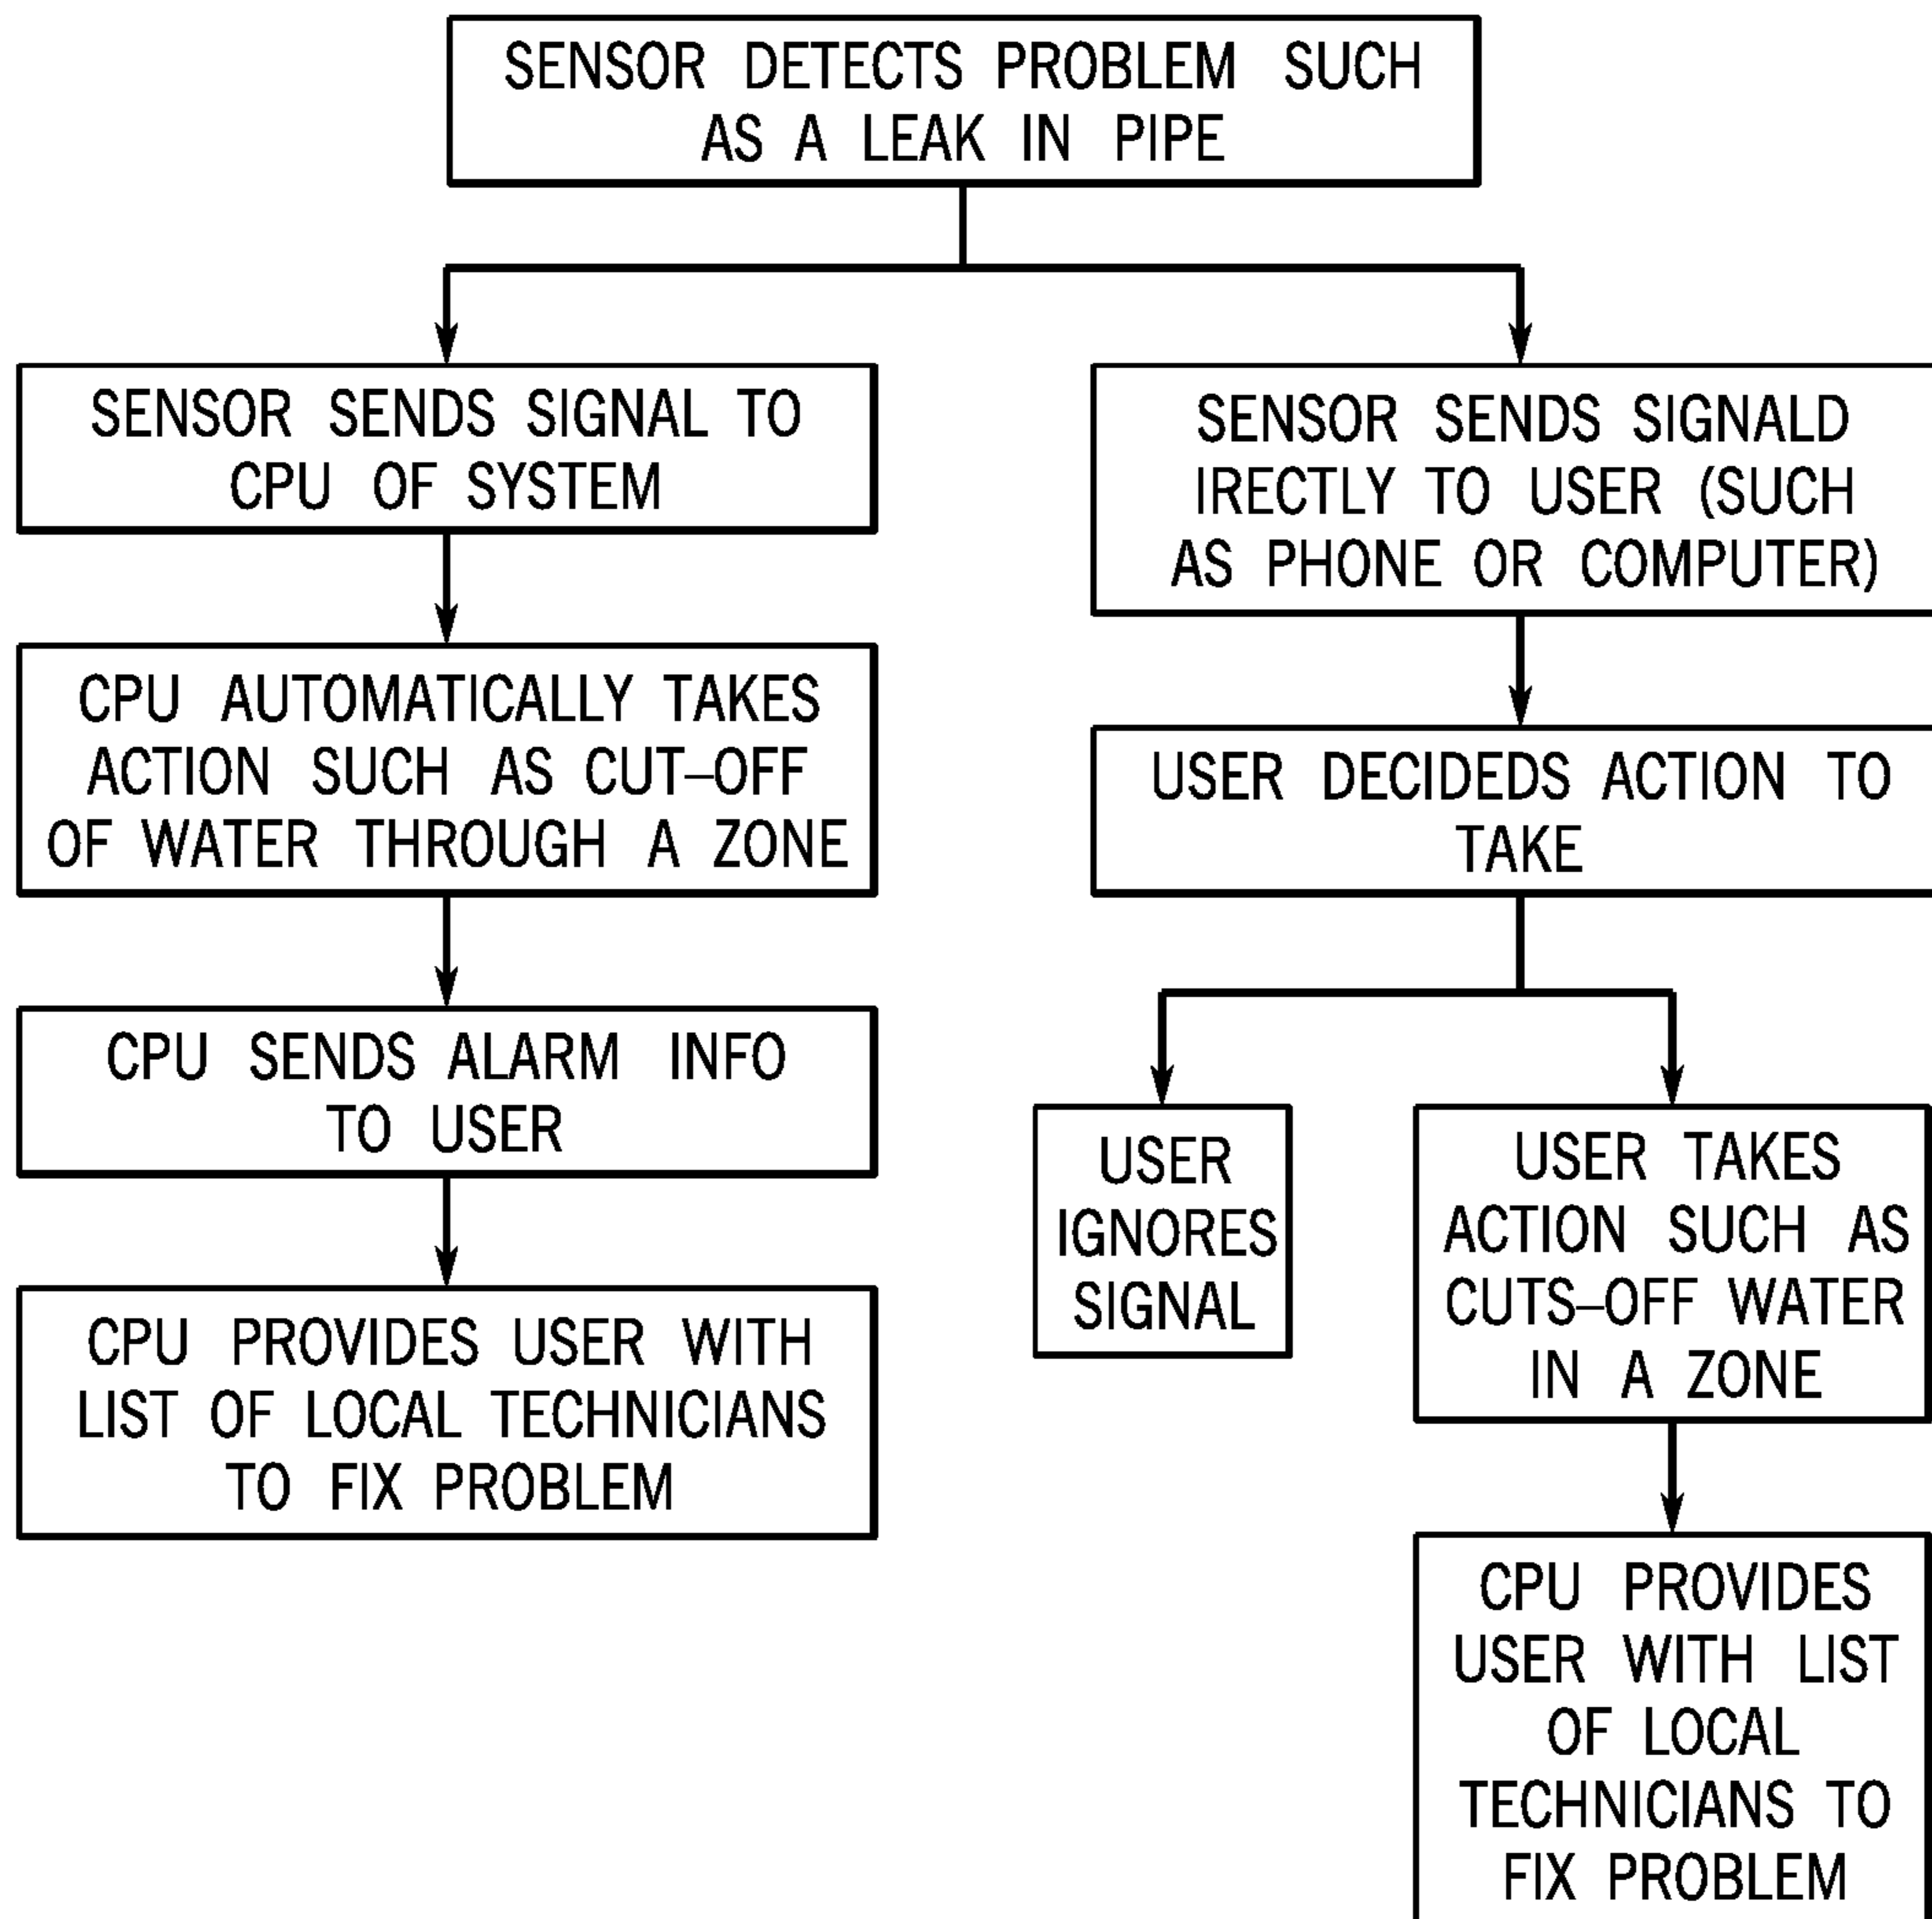 SENSOR DETECTS PROBLEM SUCH
AS A LEAK IN PIPE
SENSOR SENDS SIGNAL TO
CPU OF SYSTEM
CPU AUTOMATICALLY TAKES
ACTION SUCH AS CUT–OFF
OF WATER THROUGH A ZONE
CPU SENDS ALARM INFO
TO USER
CPU PROVIDES USER WITH
LIST OF LOCAL TECHNICIANS
TO FIX PROBLEM
SENSOR SENDS SIGNALD
IRECTLY TO USER (SUCH
AS PHONE OR COMPUTER)
USER DECIDEDS ACTION TO
TAKE
USER
IGNORES
SIGNAL
USER TAKES
ACTION SUCH AS
CUTS–OFF WATER
IN A ZONE
CPU PROVIDES
USER WITH LIST
OF LOCAL
TECHNICIANS TO
FIX PROBLEM